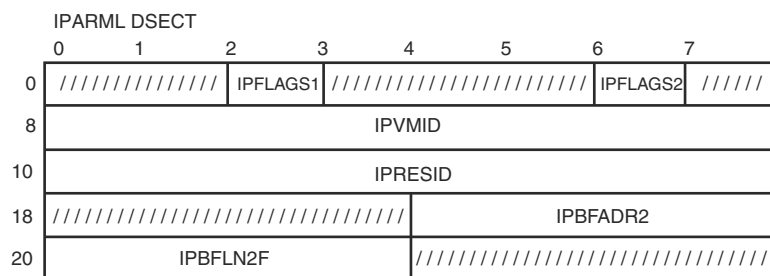 IPARML DSECT
0 1 2 3 4 5 6 7
0 /////////////// IPFLAGS1 //////////////////////// IPFLAGS2 //////
8 IPVMID
10 IPRESID
18 ///////////////////////////////// IPBFADR2
20 IPBFLN2F /////////////////////////////////